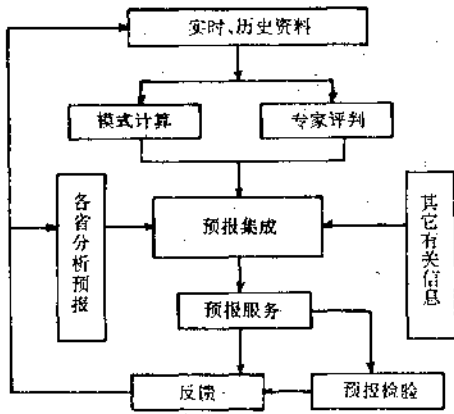 实时、历史资料
模式计算
专家评判
各省分析预报
预报集成
其它有关信息
预报服务
反馈
预报检验